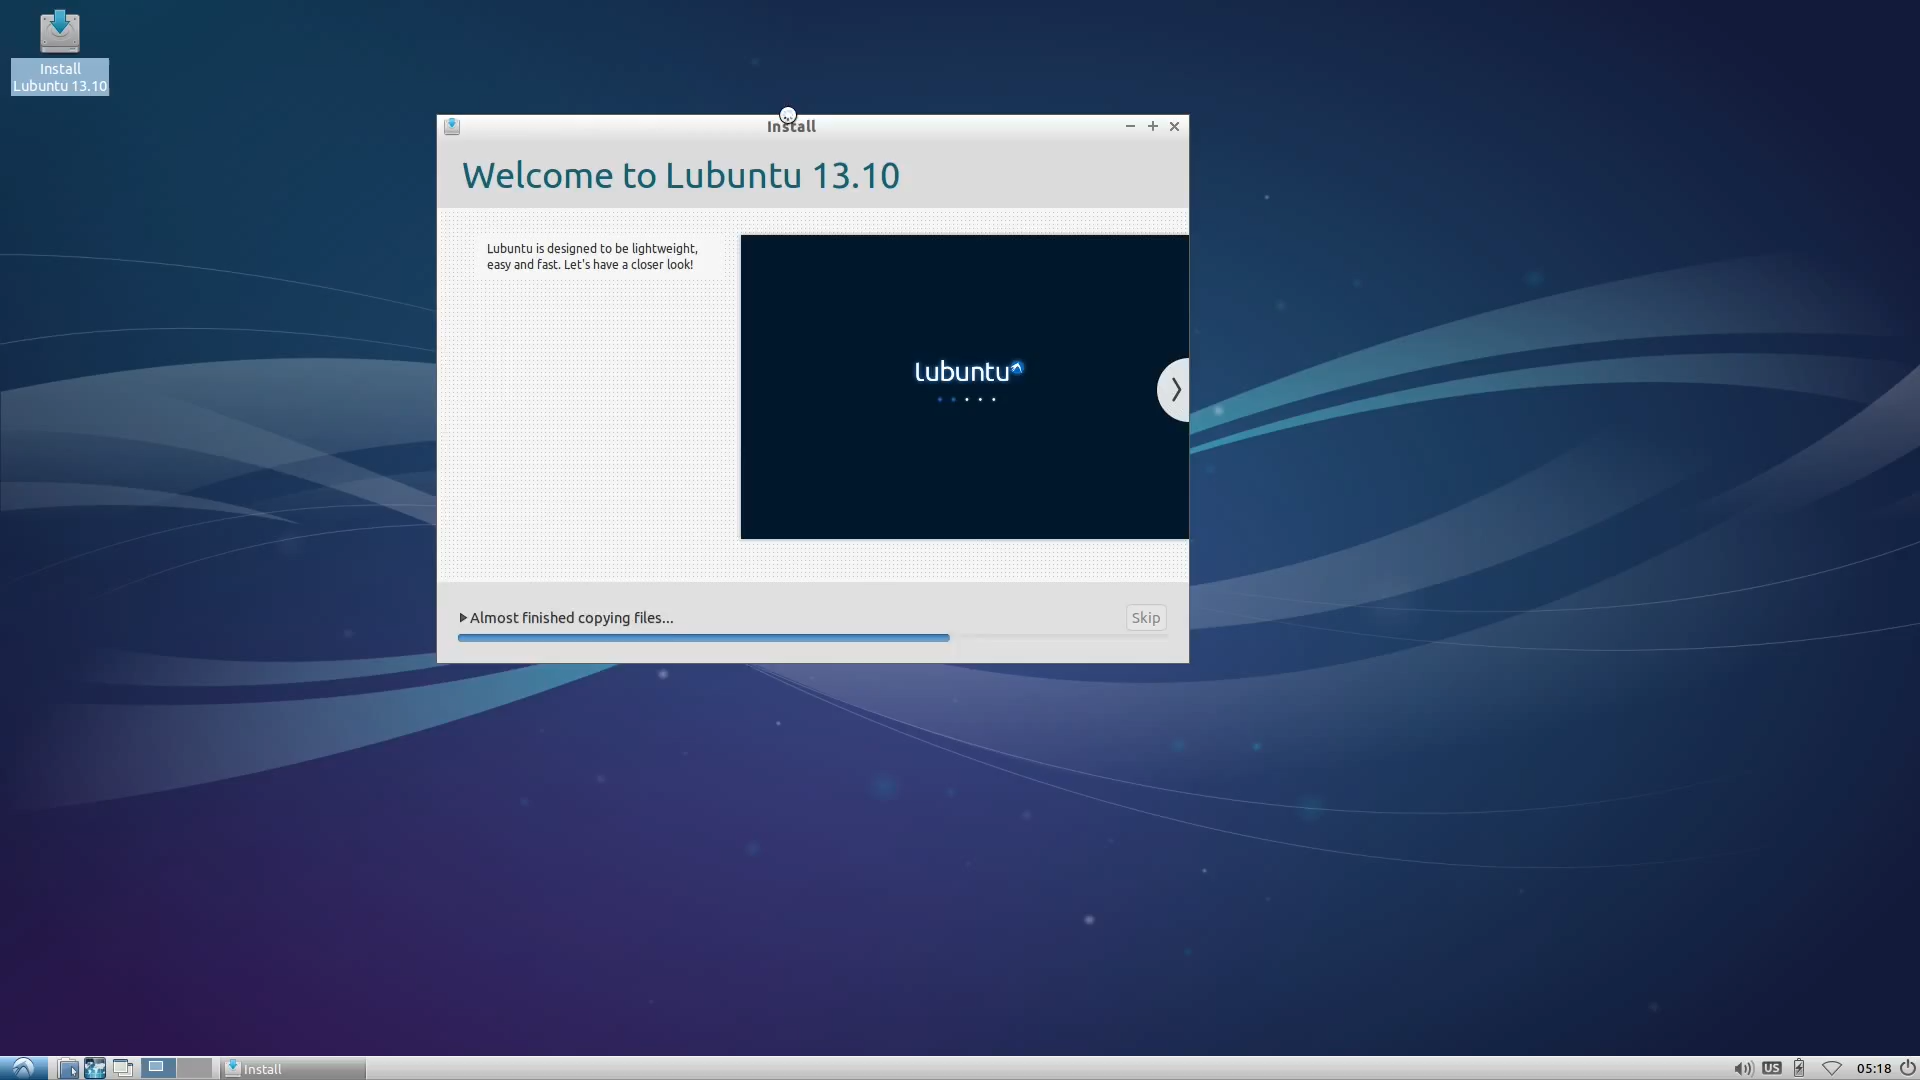 Install
Lubuntu 13.10
Install
Welcome to Lubuntu 13.10
Lubuntu is designed to be lightweight,
easy and fast. Let's have a closer look!
lubuntu
Almost finished copying files...
Skip
Install
US
05:18